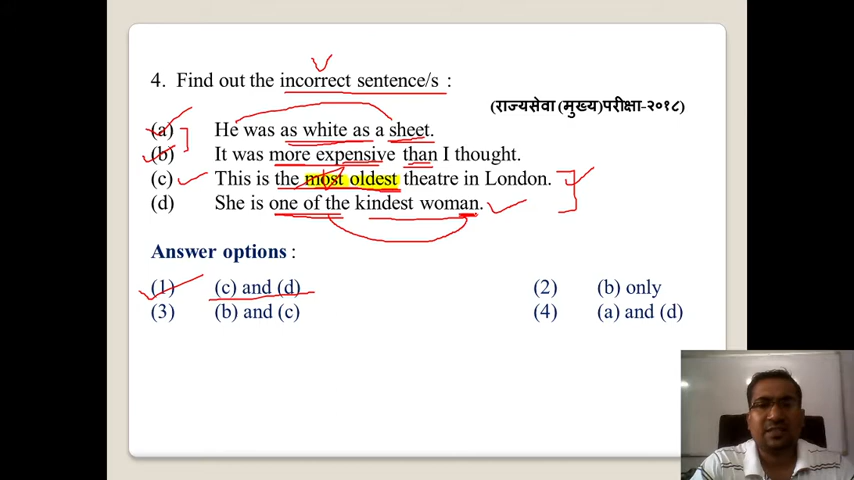 4. Find out the incorrect sentence/s :
(राज्यसेवा (मुख्य)परीक्षा-२०१८)
(a) He was as white as a sheet.
(b) It was more expensive than I thought.
(c) This is the most oldest theatre in London.
(d) She is one of the kindest woman.
Answer options :
(1) (c) and (d) (2) (b) only
(3) (b) and (c) (4) (a) and (d)